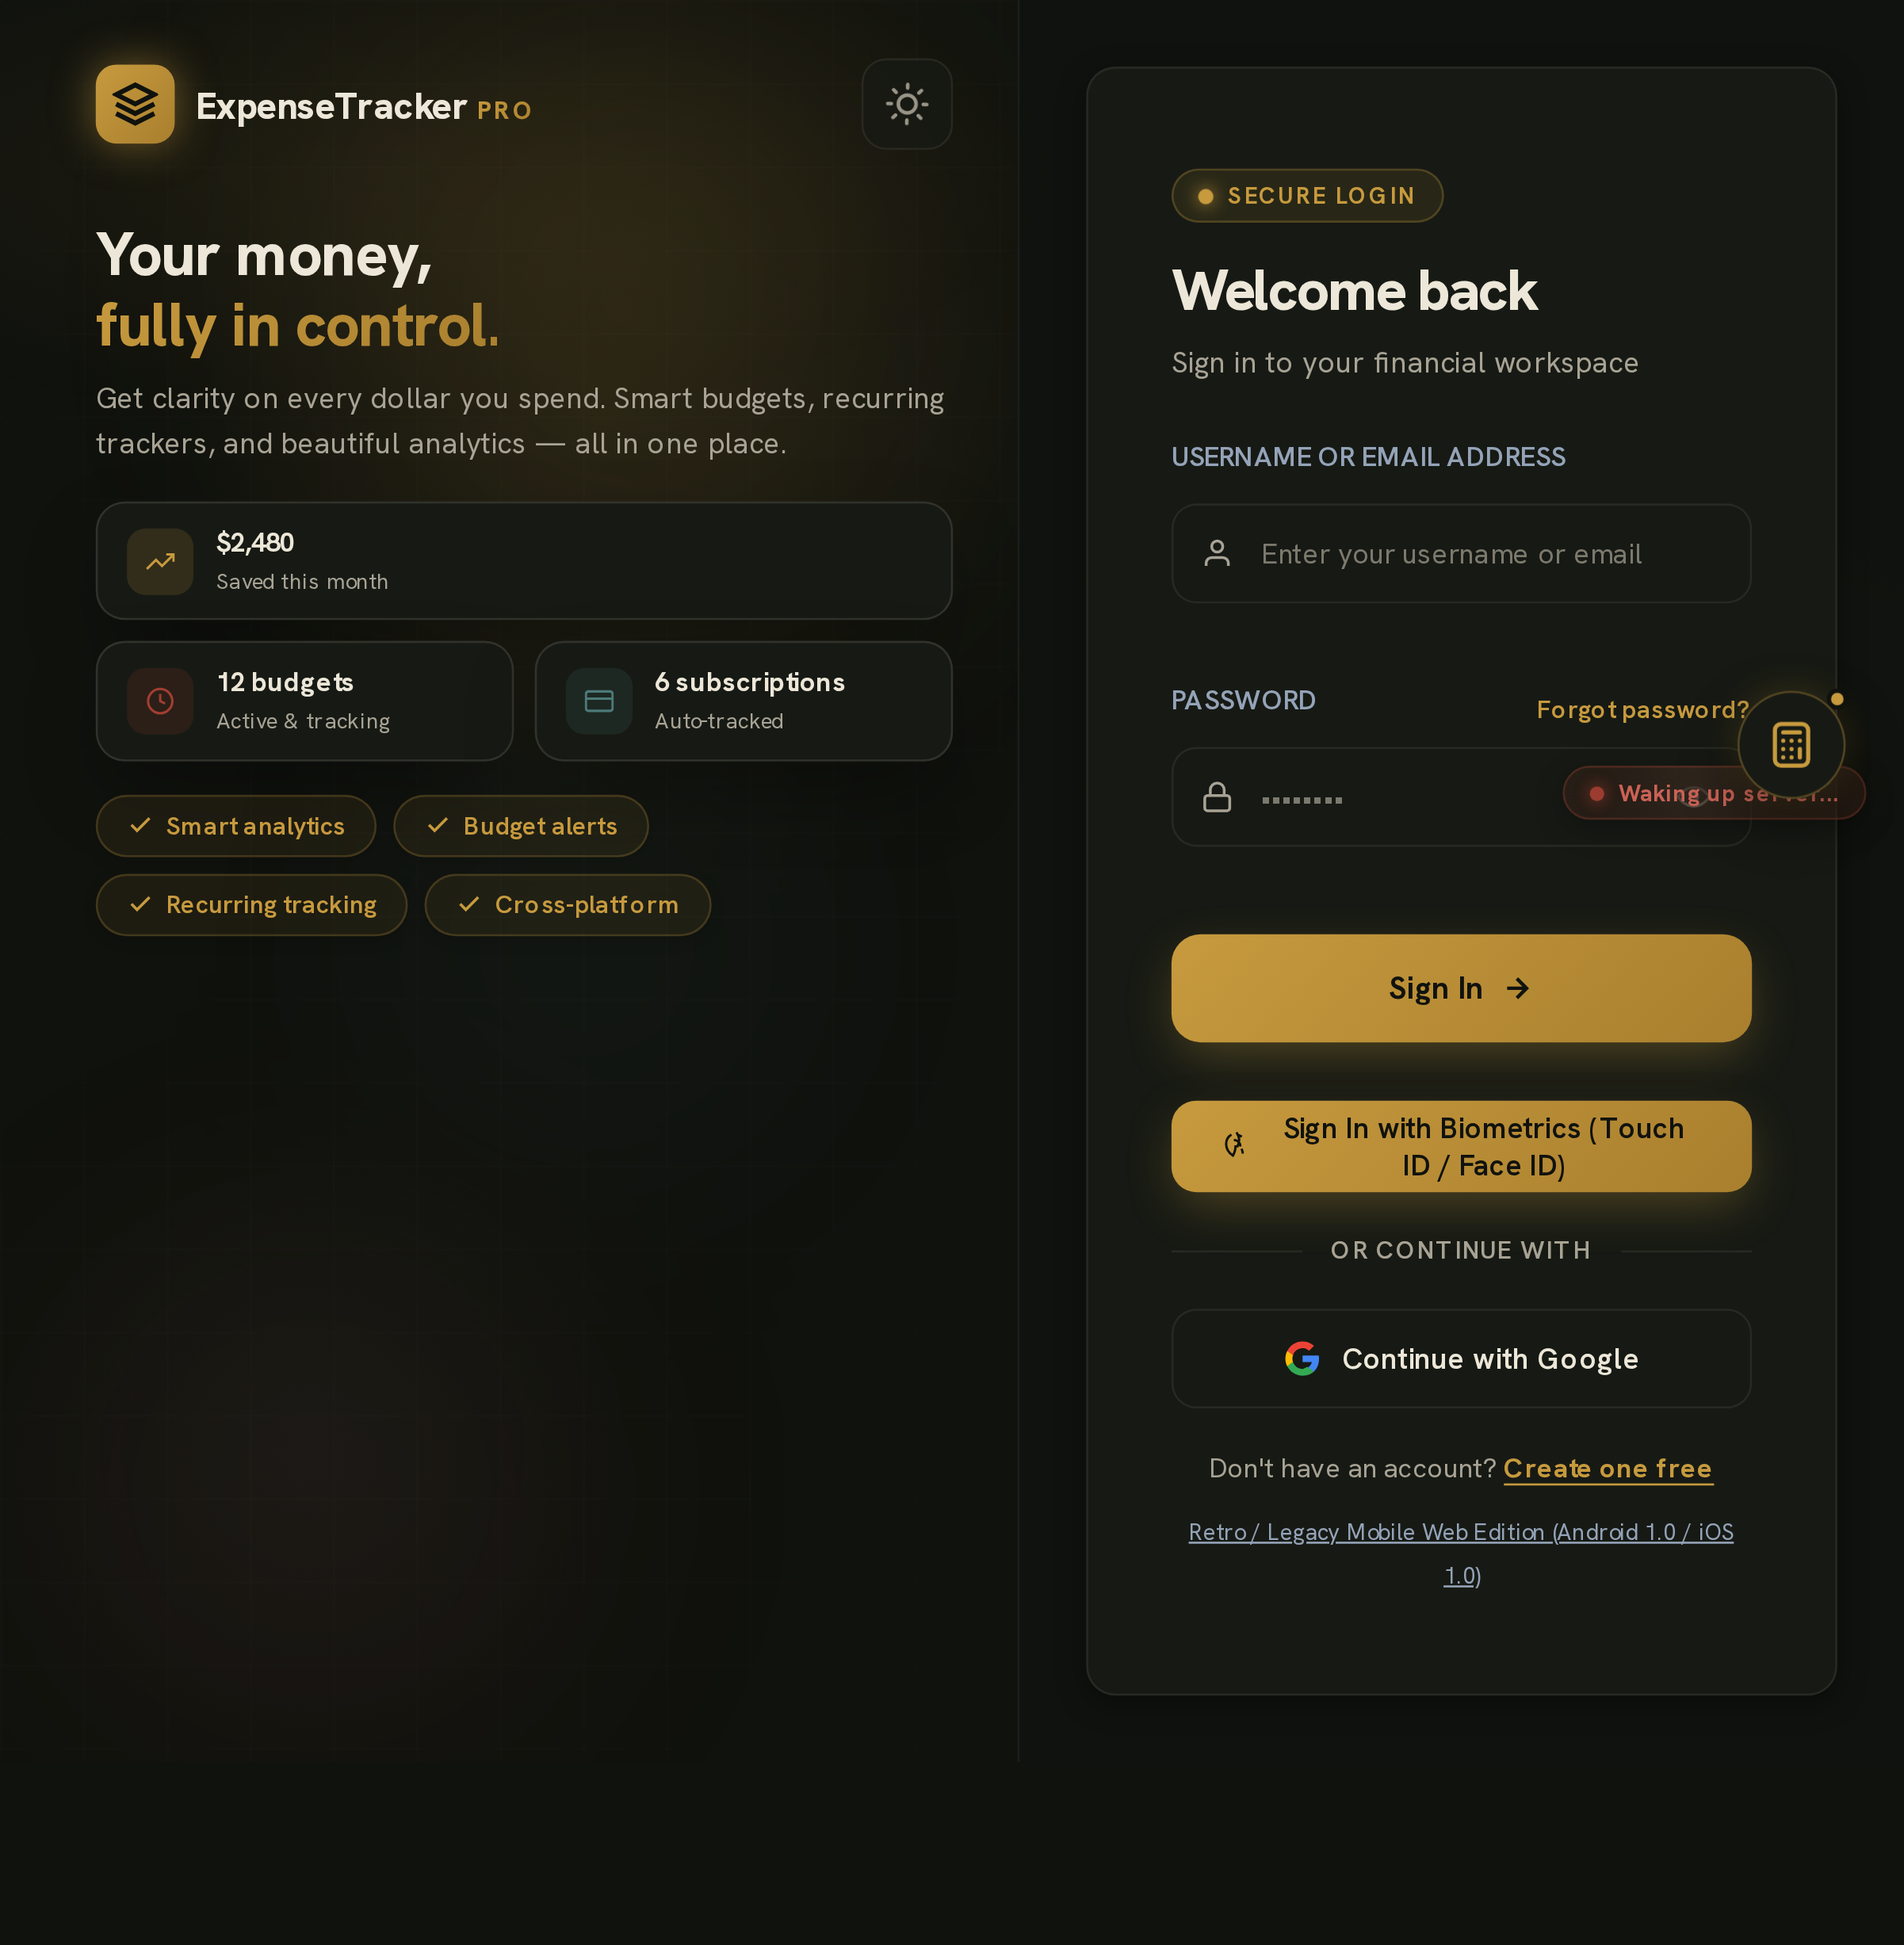 ExpenseTracker PRO
Your money,
fully in control.
Get clarity on every dollar you spend. Smart budgets, recurring
trackers, and beautiful analytics — all in one place.
$2,480
Saved this month
12 budgets
Active & tracking
6 subscriptions
Auto-tracked
Smart analytics
Budget alerts
Recurring tracking
Cross-platform
SECURE LOGIN
Welcome back
Sign in to your financial workspace
USERNAME OR EMAIL ADDRESS
Enter your username or email
PASSWORD
Forgot password?
Waking up server...
Sign In →
Sign In with Biometrics (Touch
ID / Face ID)
OR CONTINUE WITH
Continue with Google
Don't have an account? Create one free
Retro / Legacy Mobile Web Edition (Android 1.0 / iOS
1.0)